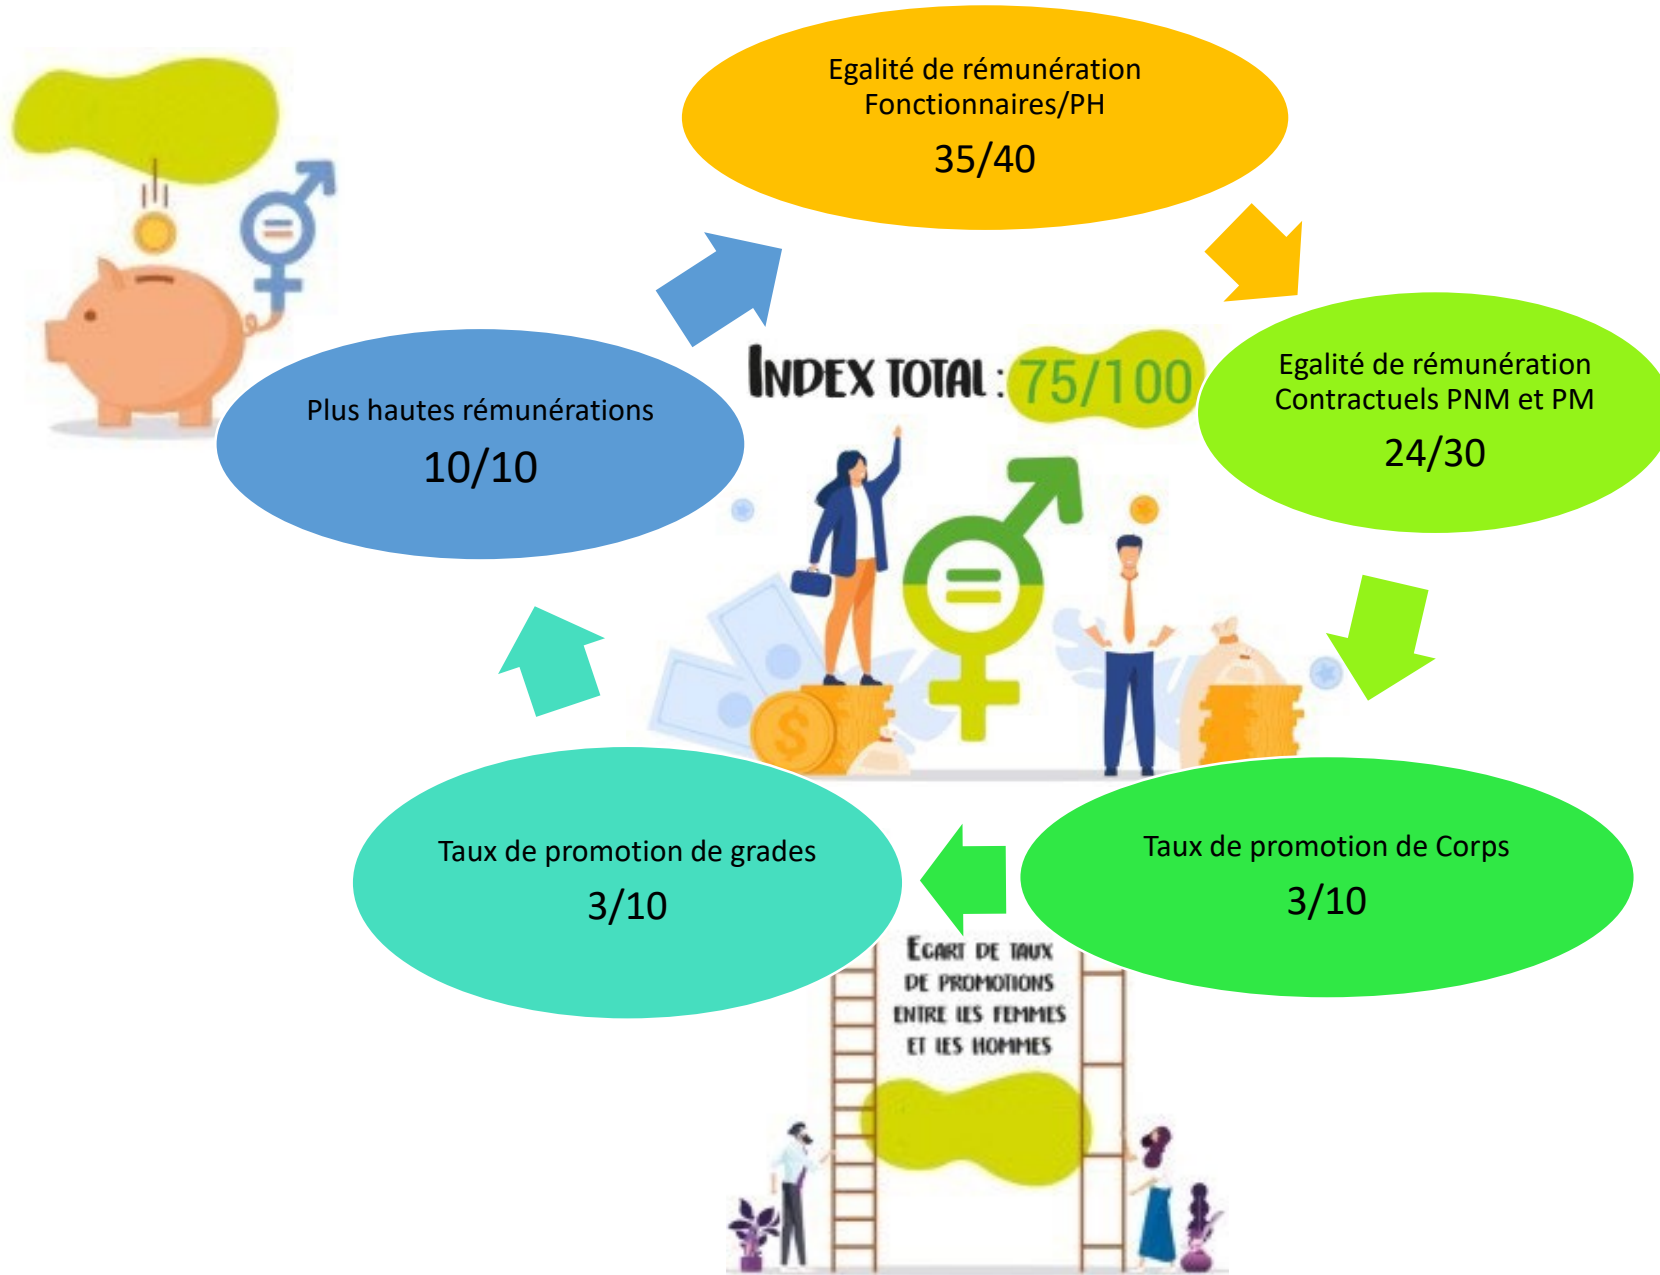 Egalité de rémunération
Fonctionnaires/PH
35/40
INDEX TOTAL : 75/100
Egalité de rémunération
Contractuels PNM et PM
24/30
Plus hautes rémunérations
10/10
Taux de promotion de grades
3/10
Taux de promotion de Corps
3/10
ECART DE TAUX
DE PROMOTIONS
ENTRE LES FEMMES
ET LES HOMMES